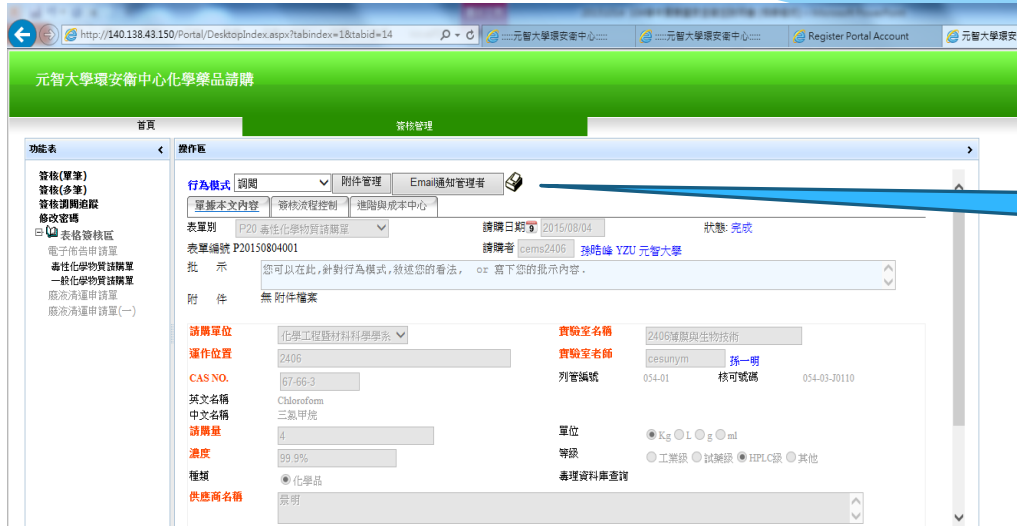 http://140.138.43.150/Portal/DesktopIndex.aspx?tabindex=1&tabid=14 :::::元智大學環安衛中心::::: :::::元智大學環安衛中心::::: Register Portal Account 元智大學環安
元智大學環安衛中心化學藥品請購
首頁 簽核管理
功能表 操作區
簽核(單筆)
簽核(多筆)
簽核調閱追蹤
修改密碼
表格簽核區
電子佈告申請單
毒性化學物質請購單
一般化學物質請購單
廢液清運申請單
廢液清運申請單(一)
行為模式 調閱 附件管理 Email通知管理者
單據本文內容 簽核流程控制 進階與成本中心
表單別 P20 毒性化學物質請購單 請購日期 2015/08/04 狀態: 完成
表單編號 P20150804001 請購者 cems2406 孫晧峰 YZU 元智大學
批 示 您可以在此,針對行為模式,敘述您的看法, or 寫下您的批示內容.
附 件 無 附件檔案
請購單位 化學工程暨材料科學學系 實驗室名稱 2406薄膜與生物技術
運作位置 2406 實驗室老師 cesunym 孫一明
CAS NO. 67-66-3 列管編號 054-01 核可號碼 054-03-J0110
英文名稱 Chloroform
中文名稱 三氯甲烷
請購量 4 單位 Kg L g ml
濃度 99.9% 等級 工業級 試藥級 HPLC級 其他
種類 化學品 毒理資料庫查詢
供應商名稱 景明